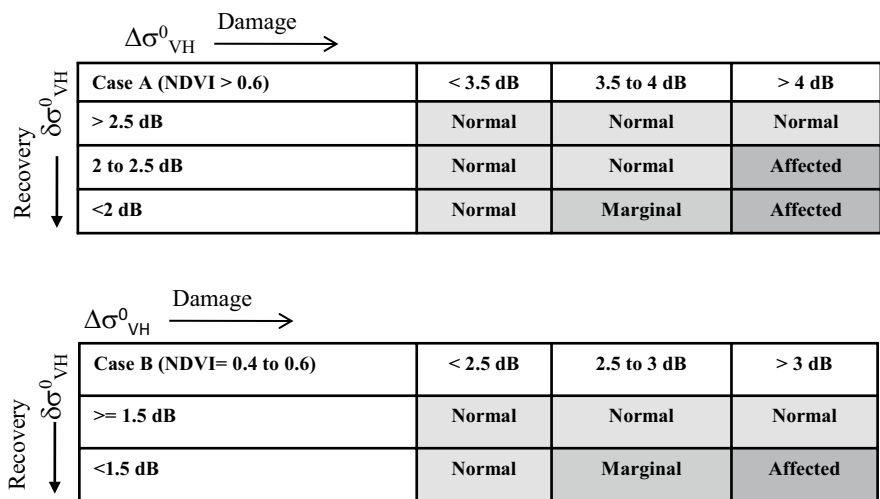 Damage
Δσ⁰VH
Case A (NDVI > 0.6) < 3.5 dB 3.5 to 4 dB > 4 dB
> 2.5 dB Normal Normal Normal
2 to 2.5 dB Normal Normal Affected
<2 dB Normal Marginal Affected
Recovery
δσ⁰VH
Damage
Δσ⁰VH
Case B (NDVI= 0.4 to 0.6) < 2.5 dB 2.5 to 3 dB > 3 dB
>= 1.5 dB Normal Normal Normal
<1.5 dB Normal Marginal Affected
Recovery
δσ⁰VH